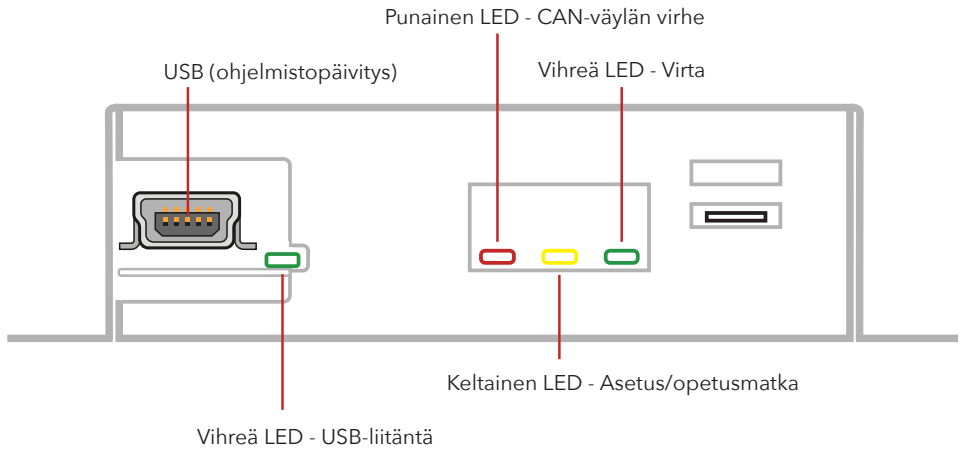 Punainen LED - CAN-väylän virhe
USB (ohjelmistopäivitys)
Vihreä LED - Virta
Keltainen LED - Asetus/opetusmatka
Vihreä LED - USB-liitäntä